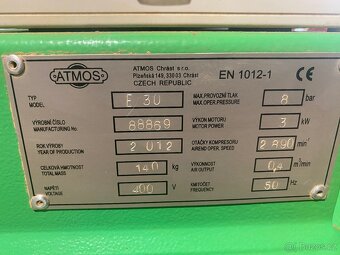 ATMOS
ATMOS Chrást s.r.o.
Plzeňská 149, 330 03 Chrást
CZECH REPUBLIC
EN 1012-1
CE
TYP
MODEL
E 30
VÝROBNÍ ČÍSLO
MANUFACTORING No.
88869
ROK VÝROBY
YEAR OF PRODUCTION
2 012
CELKOVÁ HMOTNOST
TOTAL MASS
140 kg
NAPĚTÍ
VOLTAGE
400 V
MAX.PROVOZNÍ TLAK
MAX.OPER.PRESSURE
8 bar
VÝKON MOTORU
MOTOR POWER
3 kW
OTÁČKY KOMPRESORU
AIREND OPER. SPEED
2 890 min
VÝKONNOST
AIR OUTPUT
0,4 m³/min
KMITOČET
FREQUENCY
50 Hz